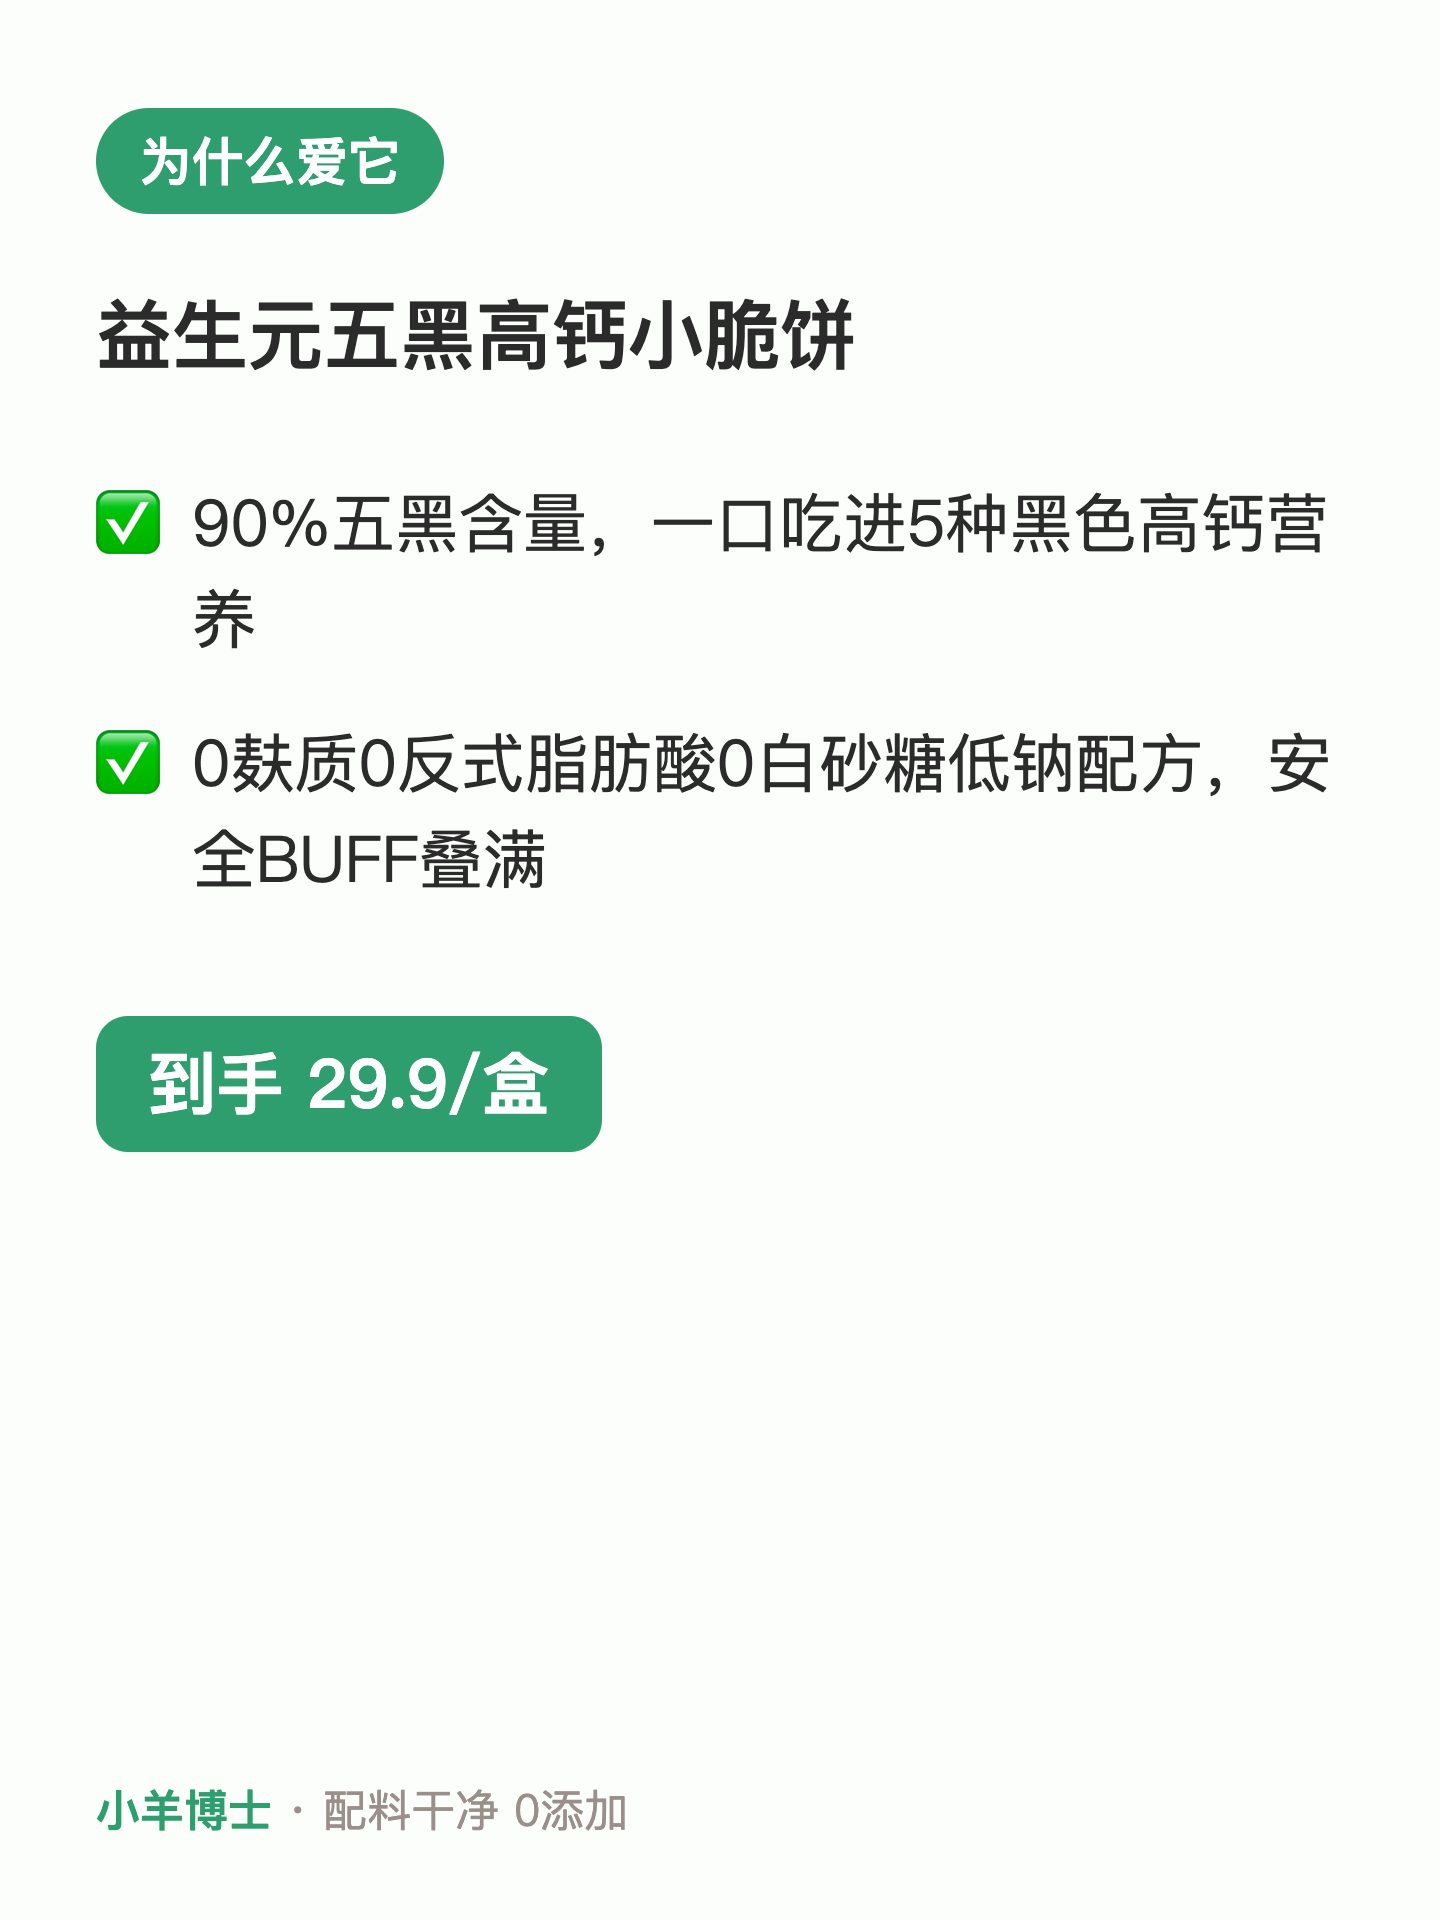 为什么爱它
益生元五黑高钙小脆饼
✅ 90%五黑含量，一口吃进5种黑色高钙营
养
✅ 0麸质0反式脂肪酸0白砂糖低钠配方，安
全BUFF叠满
到手 29.9/盒
小羊博士 · 配料干净 0添加